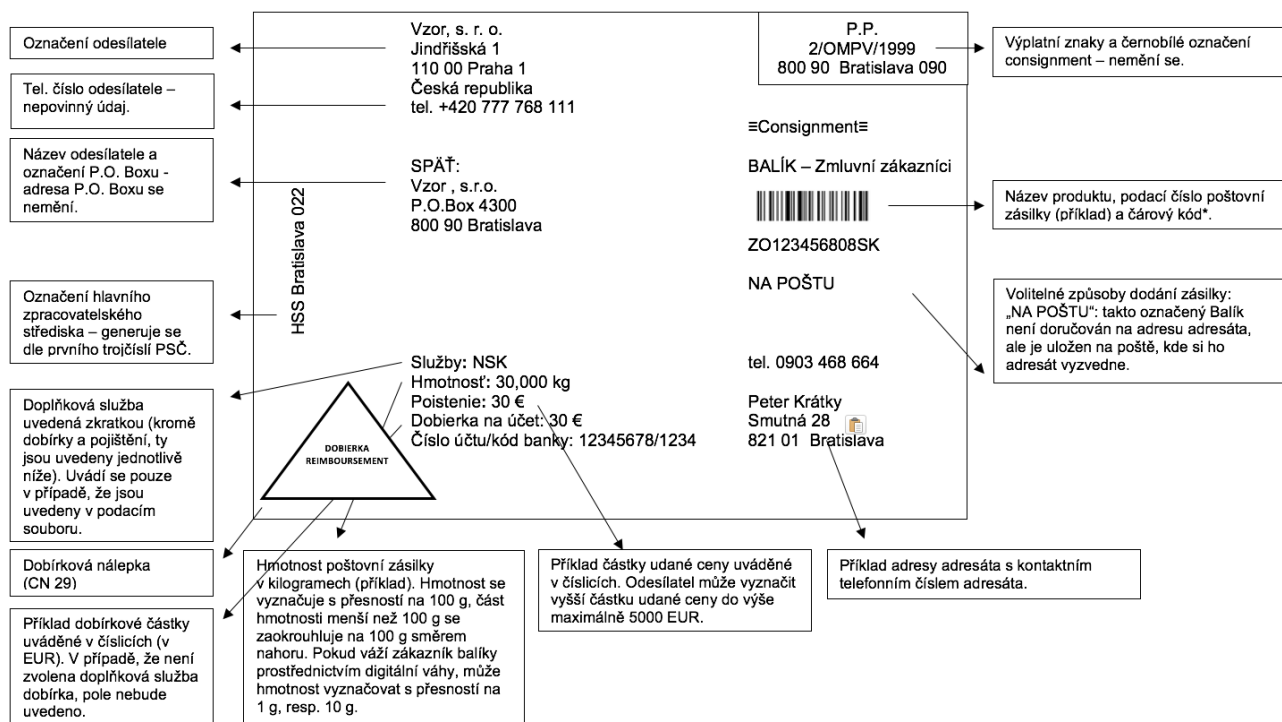 Označení odesílatele
Tel. číslo odesílatele –
nepovinný údaj.
Název odesílatele a
označení P.O. Boxu -
adresa P.O. Boxu se
nemění.
Označení hlavního
zpracovatelského
střediska – generuje se
dle prvního trojčíslí PSČ.
Doplňková služba
uvedená zkratkou (kromě
dobírky a pojištění, ty
jsou uvedeny jednotlivě
níže). Uvádí se pouze
v případě, že jsou
uvedeny v podacím
souboru.
Dobírková nálepka
(CN 29)
Příklad dobírkové částky
uváděné v číslicích (v
EUR). V případě, že není
zvolena doplňková služba
dobírka, pole nebude
uvedeno.
Vzor, s. r. o.
Jindřišská 1
110 00 Praha 1
Česká republika
tel. +420 777 768 111
SPÄŤ:
Vzor , s.r.o.
P.O.Box 4300
800 90 Bratislava
HSS Bratislava 022
Služby: NSK
Hmotnosť: 30,000 kg
Poistenie: 30 €
Dobierka na účet: 30 €
Číslo účtu/kód banky: 12345678/1234
DOBIERKA
REIMBOURSEMENT
P.P.
2/OMPV/1999
800 90 Bratislava 090
≡Consignment≡
BALÍK – Zmluvní zákazníci
ZO123456808SK
NA POŠTU
tel. 0903 468 664
Peter Krátky
Smutná 28
821 01 Bratislava
Výplatní znaky a černobílé označení
consignment – nemění se.
Název produktu, podací číslo poštovní
zásilky (příklad) a čárový kód*.
Volitelné způsoby dodání zásilky:
„NA POŠTU“: takto označený Balík
není doručován na adresu adresáta,
ale je uložen na poště, kde si ho
adresát vyzvedne.
Hmotnost poštovní zásilky
v kilogramech (příklad). Hmotnost se
vyznačuje s přesností na 100 g, část
hmotnosti menší než 100 g se
zaokrouhluje na 100 g směrem
nahoru. Pokud váží zákazník balíky
prostřednictvím digitální váhy, může
hmotnost vyznačovat s přesností na
1 g, resp. 10 g.
Příklad částky udané ceny uváděné
v číslicích. Odesílatel může vyznačit
vyšší částku udané ceny do výše
maximálně 5000 EUR.
Příklad adresy adresáta s kontaktním
telefonním číslem adresáta.